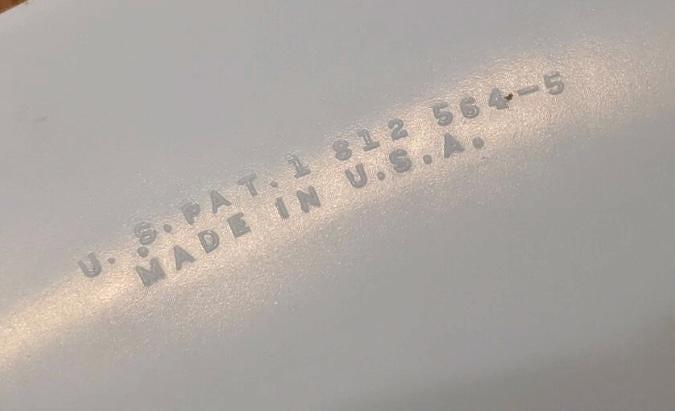 U. S. PAT. 1 812 564-5
MADE IN U.S.A.